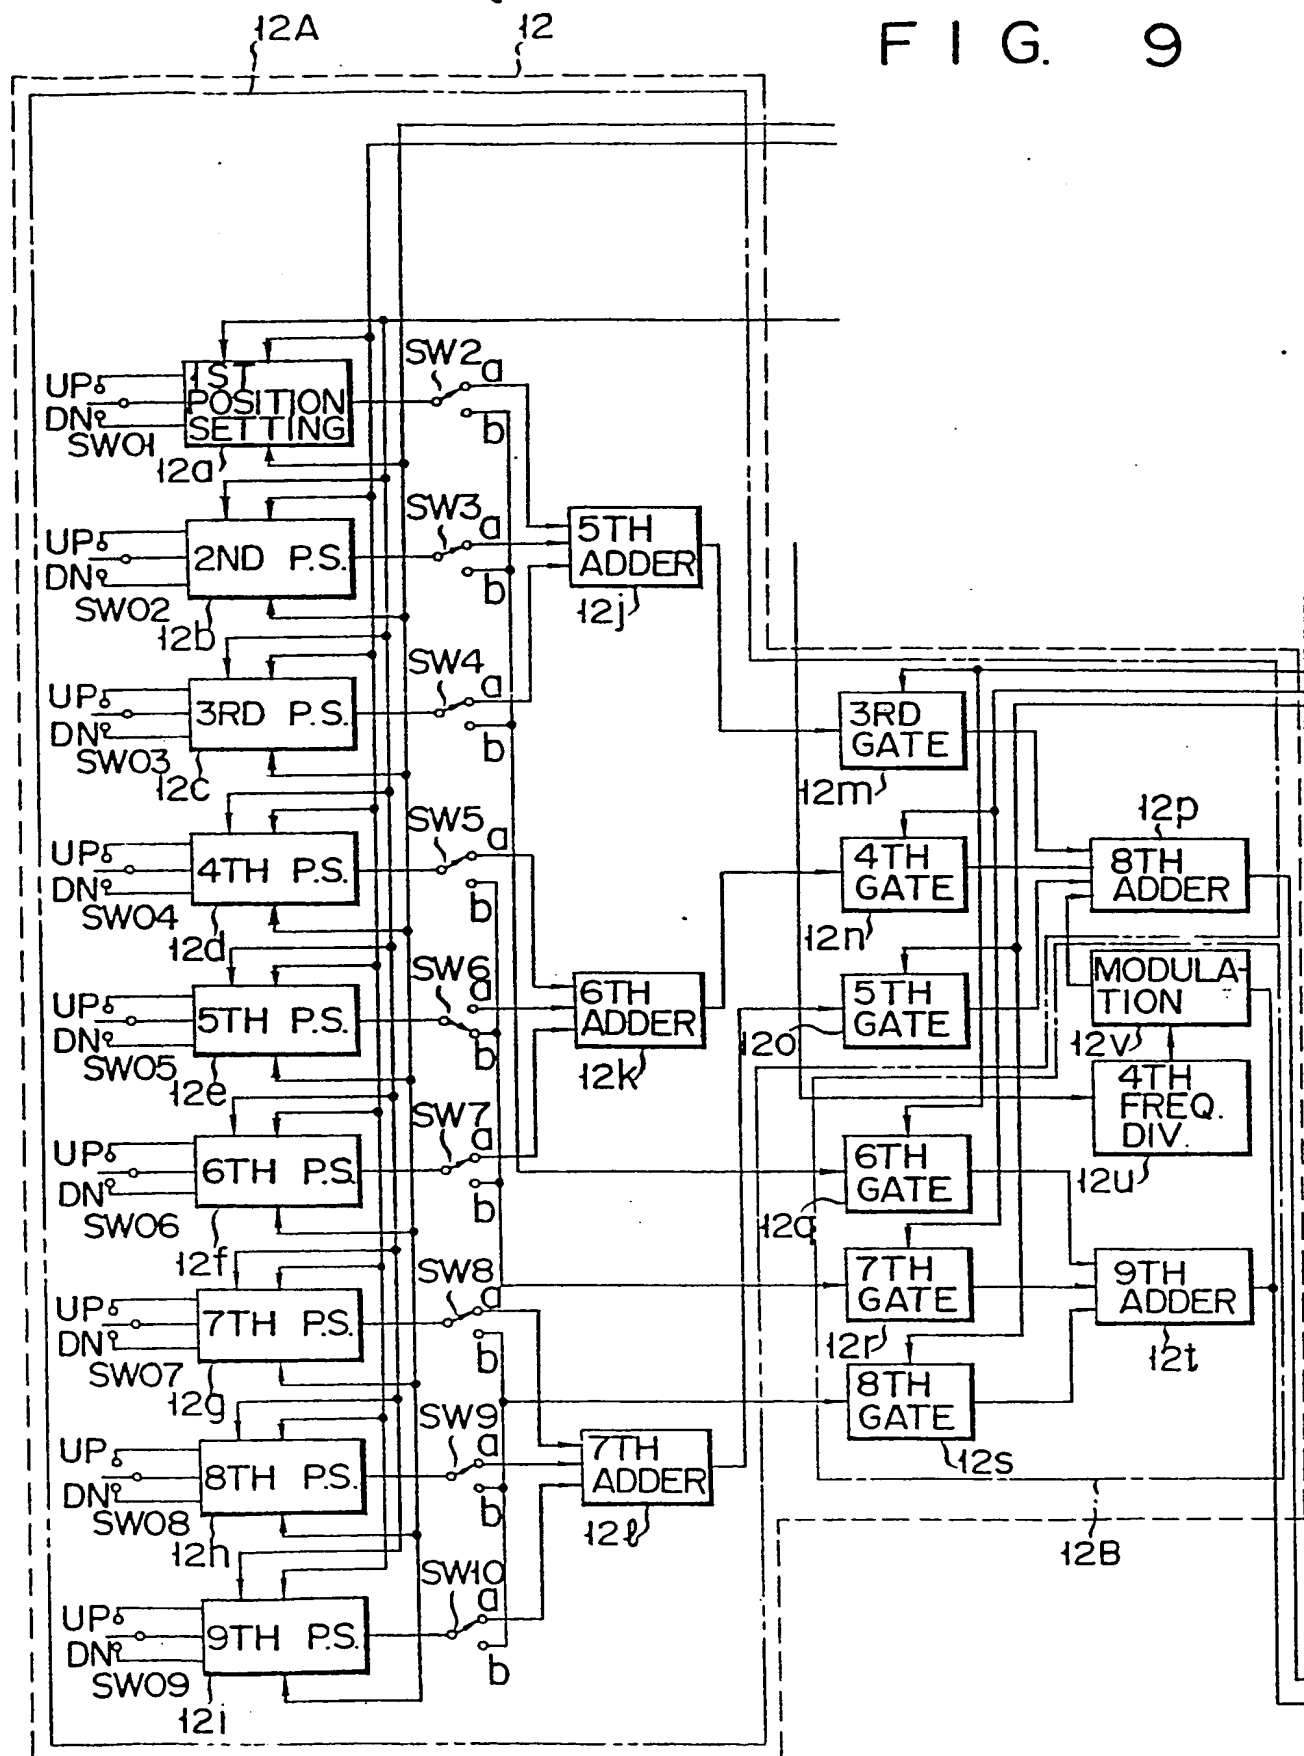 FIG. 9
12A
12
UP
DN
SW01
1ST
POSITION
SETTING
12a
SW2
a
b
UP
DN
SW02
2ND P.S.
12b
SW3
a
b
5TH
ADDER
12j
UP
DN
SW03
3RD P.S.
12c
SW4
a
b
3RD
GATE
12m
UP
DN
SW04
4TH P.S.
12d
SW5
a
b
4TH
GATE
12n
12p
8TH
ADDER
UP
DN
SW05
5TH P.S.
12e
SW6
a
b
6TH
ADDER
12k
5TH
GATE
12o
MODULA-
TION
12v
4TH
FREQ.
DIV.
12u
UP
DN
SW06
6TH P.S.
12f
SW7
a
b
6TH
GATE
12q
UP
DN
SW07
7TH P.S.
12g
SW8
a
b
7TH
GATE
12r
9TH
ADDER
12t
UP
DN
SW08
8TH P.S.
12h
SW9
a
b
7TH
ADDER
12ℓ
8TH
GATE
12s
12B
UP
DN
SW09
9TH P.S.
12i
SW10
a
b